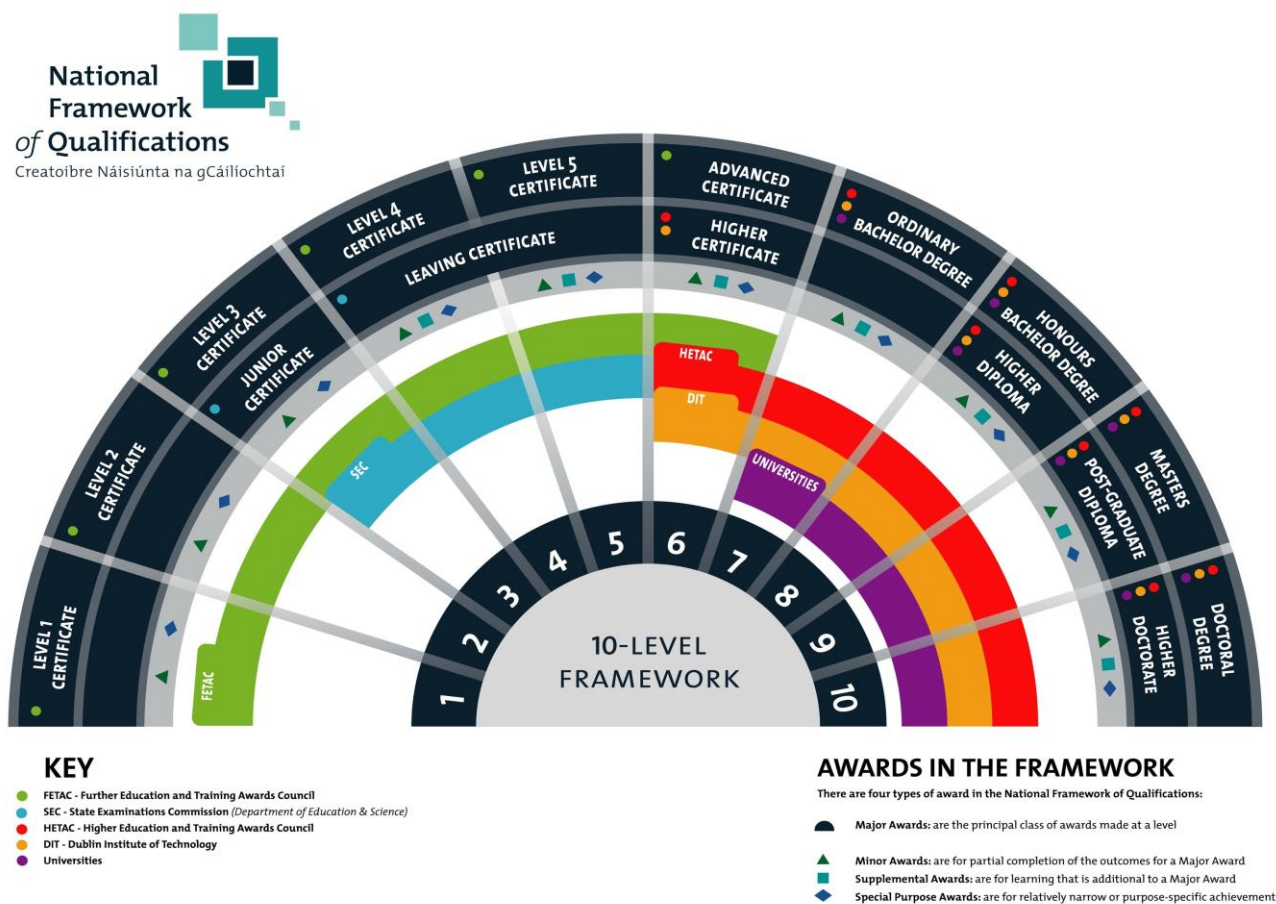 National
Framework
of Qualifications
Creatoibre Náisiúnta na gCáilíochtaí
LEVEL 1
CERTIFICATE
LEVEL 2
CERTIFICATE
LEVEL 3
CERTIFICATE
JUNIOR
CERTIFICATE
LEVEL 4
CERTIFICATE
LEVEL 5
CERTIFICATE
LEAVING CERTIFICATE
ADVANCED
CERTIFICATE
HIGHER
CERTIFICATE
ORDINARY
BACHELOR DEGREE
HONOURS
BACHELOR DEGREE
HIGHER
DIPLOMA
MASTERS
DEGREE
POST-GRADUATE
DIPLOMA
DOCTORAL
DEGREE
HIGHER
DOCTORATE
FETAC
SEC
HETAC
DIT
UNIVERSITIES
1
2
3
4
5
6
7
8
9
10
10-LEVEL
FRAMEWORK
KEY
FETAC - Further Education and Training Awards Council
SEC - State Examinations Commission (Department of Education & Science)
HETAC - Higher Education and Training Awards Council
DIT - Dublin Institute of Technology
Universities
AWARDS IN THE FRAMEWORK
There are four types of award in the National Framework of Qualifications:
Major Awards: are the principal class of awards made at a level
Minor Awards: are for partial completion of the outcomes for a Major Award
Supplemental Awards: are for learning that is additional to a Major Award
Special Purpose Awards: are for relatively narrow or purpose-specific achievement